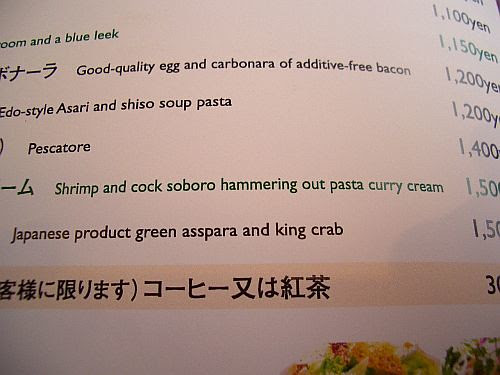 1,100yen
oom and a blue leek 1,150yen
ボナーラ Good-quality egg and carbonara of additive-free bacon 1,200yen
Edo-style Asari and shiso soup pasta 1,200y
) Pescatore 1,400
ーム Shrimp and cock soboro hammering out pasta curry cream 1,50
Japanese product green asspara and king crab 1,5
客様に限ります) コーヒー又は紅茶 30